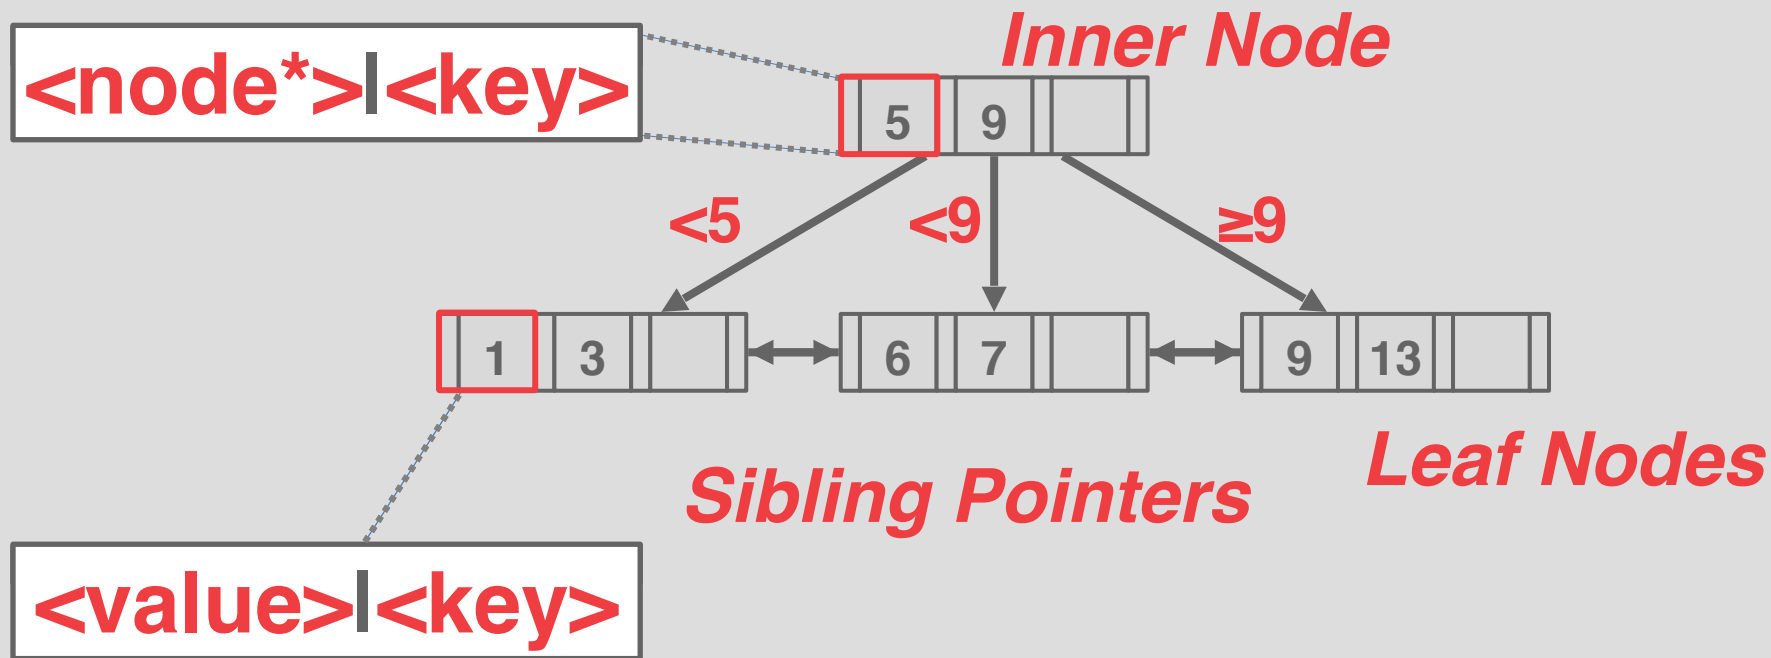 Inner Node
<node*>|<key>
5 9
<5 <9 ≥9
1 3 6 7 9 13
Leaf Nodes
Sibling Pointers
<value>|<key>